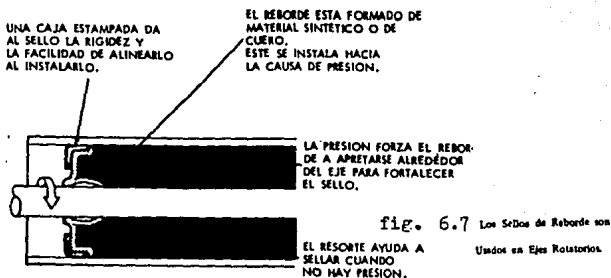 UNA CAJA ESTAMPADA DA
AL SELLO LA RIGIDEZ Y
LA FACILIDAD DE ALINEARLO
AL INSTALARLO.
EL REBORDE ESTA FORMADO DE
MATERIAL SINTETICO O DE
CUERO.
ESTE SE INSTALA HACIA
LA CAUSA DE PRESION.
LA PRESION FORZA EL REBOR-
DE A APRETARSE ALREDEDOR
DEL EJE PARA FORTALECER
EL SELLO.
fig. 6.7 Los Sellos de Reborde son
Usados en Ejes Rotatorios.
EL RESORTE AYUDA A
SELLAR CUANDO
NO HAY PRESION.